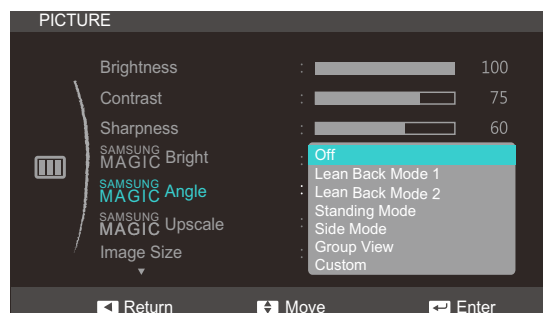 PICTURE
Brightness : 100
Contrast : 75
Sharpness : 60
SAMSUNG MAGIC Bright :
SAMSUNG MAGIC Angle :
SAMSUNG MAGIC Upscale :
Image Size :
Off
Lean Back Mode 1
Lean Back Mode 2
Standing Mode
Side Mode
Group View
Custom
Return Move Enter